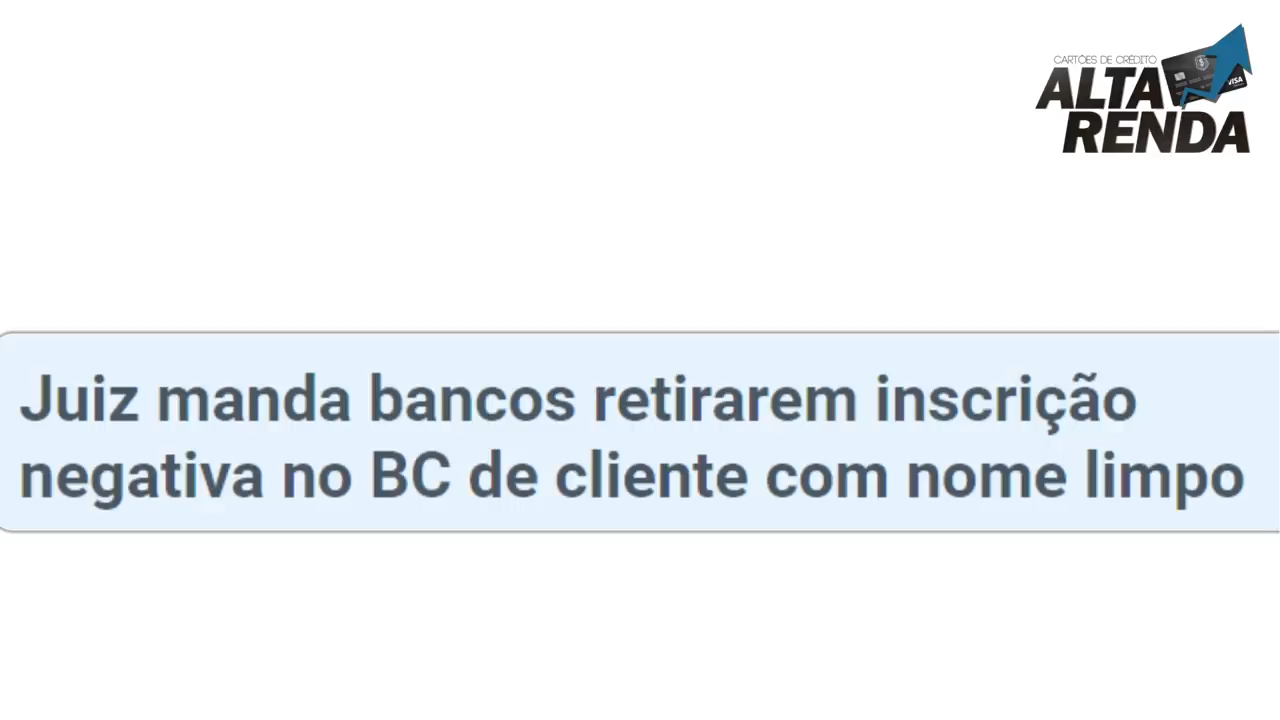 CARTÕES DE CRÉDITO
ALTA
RENDA
VISA
Juiz manda bancos retirarem inscrição
negativa no BC de cliente com nome limpo